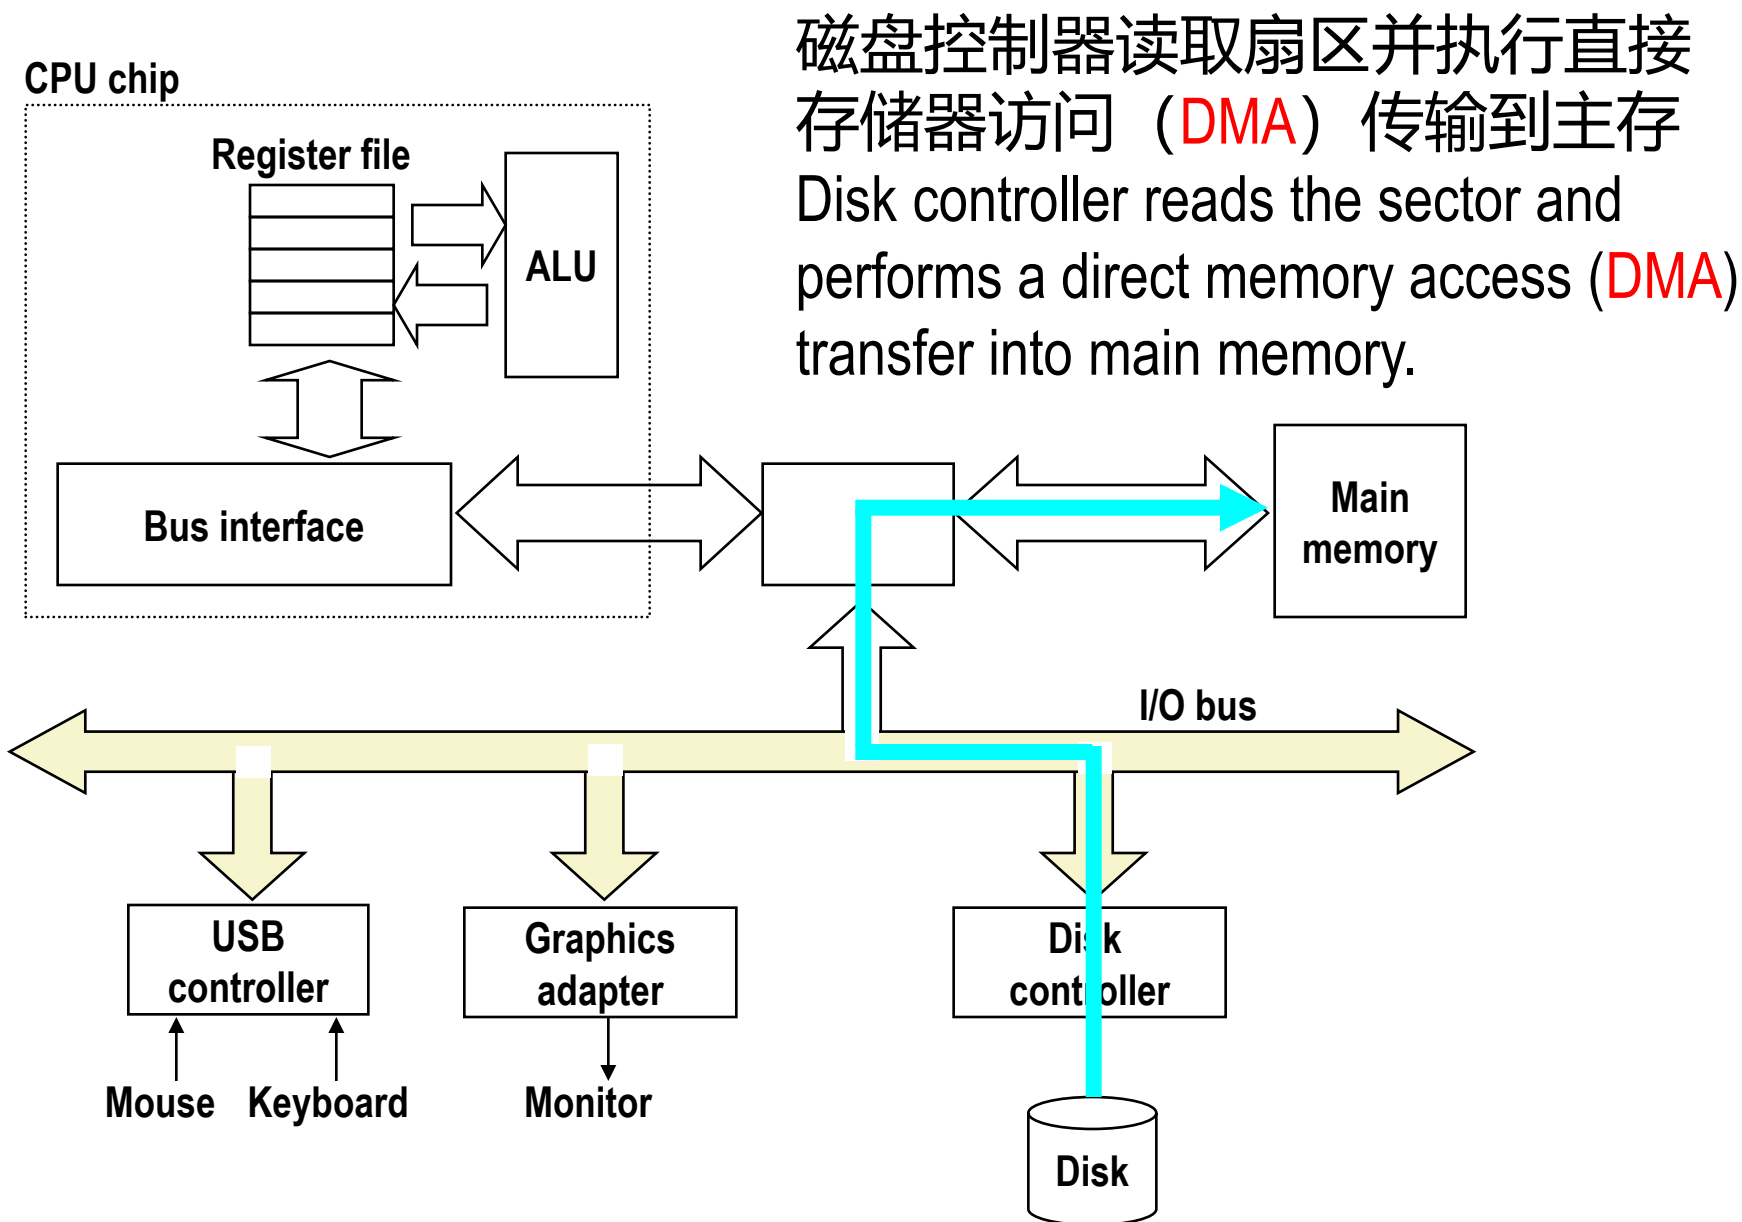 磁盘控制器读取扇区并执行直接
存储器访问（DMA）传输到主存
Disk controller reads the sector and
performs a direct memory access (DMA)
transfer into main memory.
CPU chip
Register file
ALU
Bus interface
Main
memory
I/O bus
USB
controller
Graphics
adapter
Disk
controller
Mouse
Keyboard
Monitor
Disk